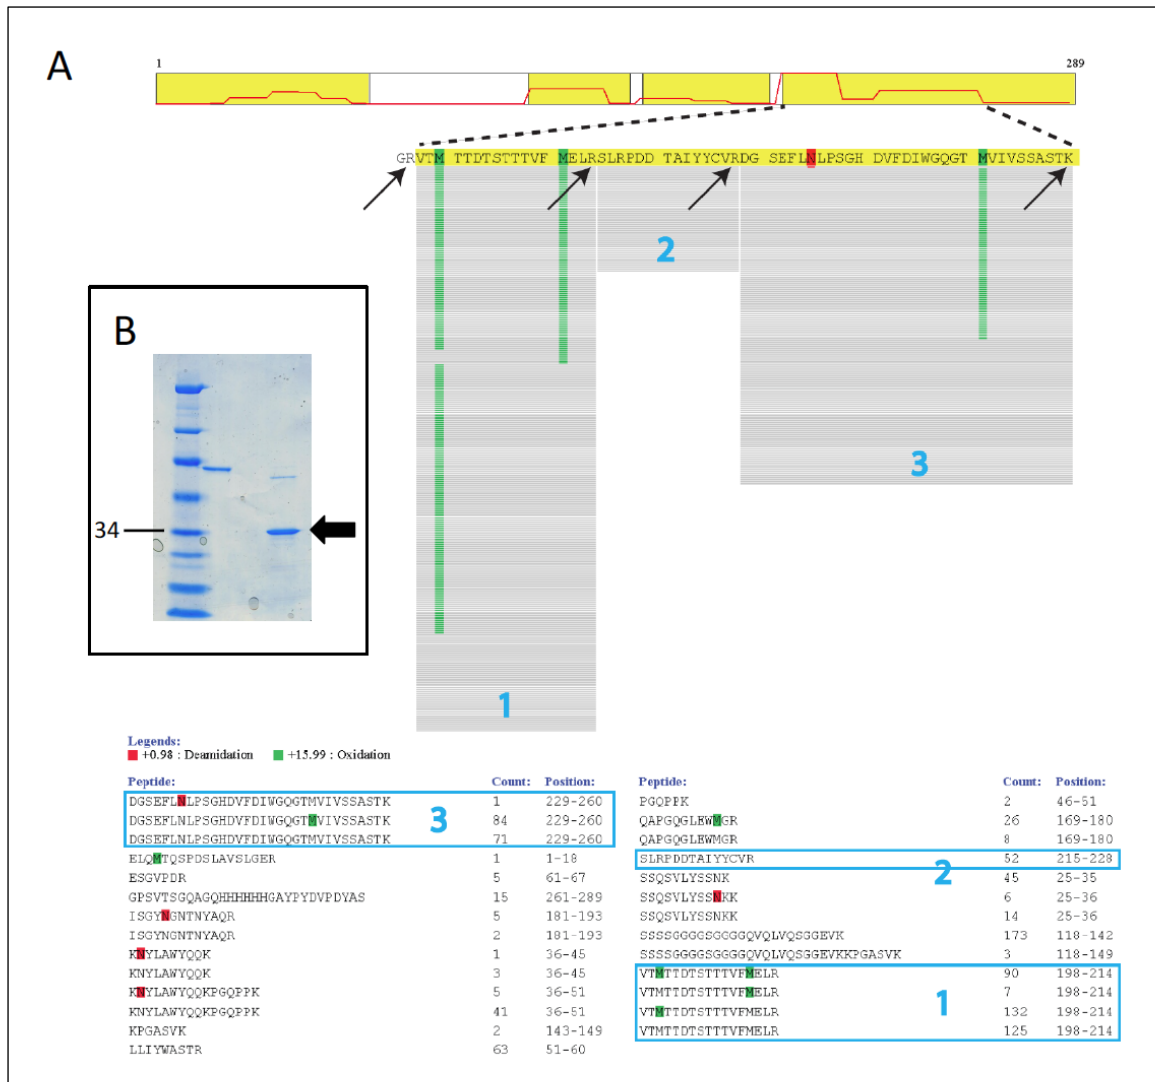 A
1 289
GRVTM TTDTSTTTVF MELRSLRPDD TAIYYCVRDG SEFLNLPSGH DVFDIWGQGT MVIVSSASTK
2
B
34
3
1
Legends:
+0.98 : Deamidation +15.99 : Oxidation
Peptide: Count: Position:
DGSEFLNLPSGHDVFDIWGQGTMVIVSSASTK 1 229-260
DGSEFLNLPSGHDVFDIWGQGTMVIVSSASTK 84 229-260
DGSEFLNLPSGHDVFDIWGQGTMVIVSSASTK 71 229-260
3
ELQMTQSPDSLAVSLGER 1 1-18
ESGVPDR 5 61-67
GPSVTSGQAGQHHHHHHGAYPYDVPDYAS 15 261-289
ISGYNGNTNYAQR 5 181-193
ISGYNGNTNYAQR 2 181-193
KNYLAWYQQK 1 36-45
KNYLAWYQQK 3 36-45
KNYLAWYQQKPGQPPK 5 36-51
KNYLAWYQQKPGQPPK 41 36-51
KPGASVK 2 143-149
LLIYWASTR 63 51-60
Peptide: Count: Position:
PGQPPK 2 46-51
QAPGQGLEWMGR 26 169-180
QAPGQGLEWMGR 8 169-180
SLRPDDTAIYYCVR 52 215-228
2
SSQSVLYSSNK 45 25-35
SSQSVLYSSNKK 6 25-36
SSQSVLYSSNKK 14 25-36
SSSSGGGGSGGGGQVQLVQSGGEVK 173 118-142
SSSSGGGGSGGGGQVQLVQSGGEVKKPGASVK 3 118-149
VTMTTDTSTTTVFMELR 90 198-214
VTMTTDTSTTTVFMELR 7 198-214
VTMTTDTSTTTVFMELR 132 198-214
VTMTTDTSTTTVFMELR 125 198-214
1